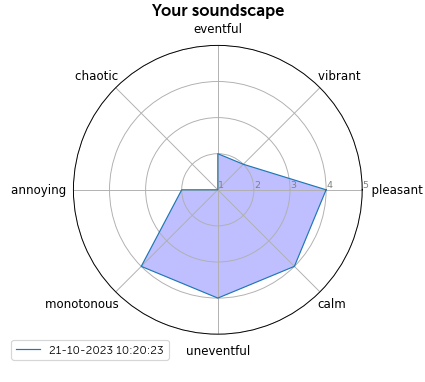 Your soundscape
eventful
chaotic
vibrant
annoying
1 2 3 4 5
pleasant
monotonous
calm
uneventful
21-10-2023 10:20:23